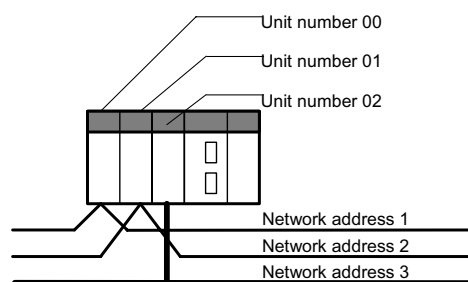 Unit number 00
Unit number 01
Unit number 02
Network address 1
Network address 2
Network address 3